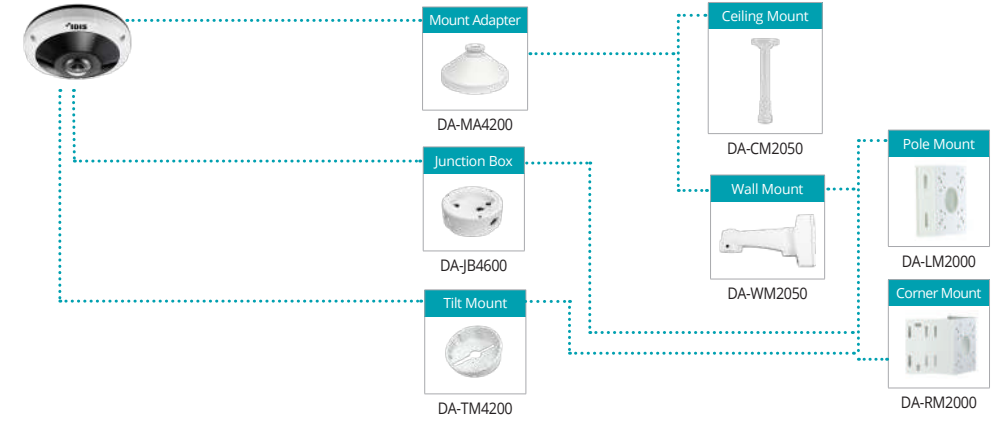 IDIS
Mount Adapter
DA-MA4200
Ceiling Mount
DA-CM2050
Junction Box
DA-JB4600
Wall Mount
DA-WM2050
Pole Mount
DA-LM2000
Tilt Mount
DA-TM4200
Corner Mount
DA-RM2000